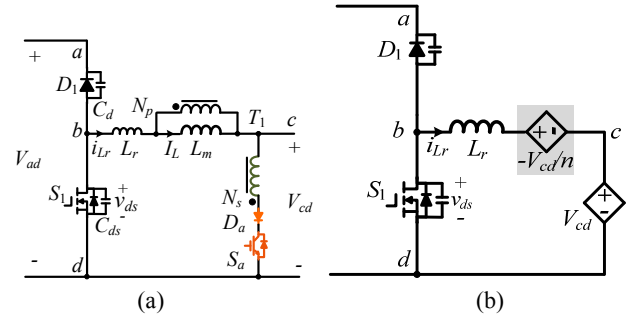 a
+
D1
Cd
Np
T1
b
iLr
Lr
IL
Lm
c
+
Vad
S1
+
vds
-
Cds
Ns
Vcd
Da
Sa
-
d
-
(a)
a
D1
b
iLr
Lr
+ -
-Vcd/n
c
S1
+
vds
-
Vcd
+
-
d
(b)